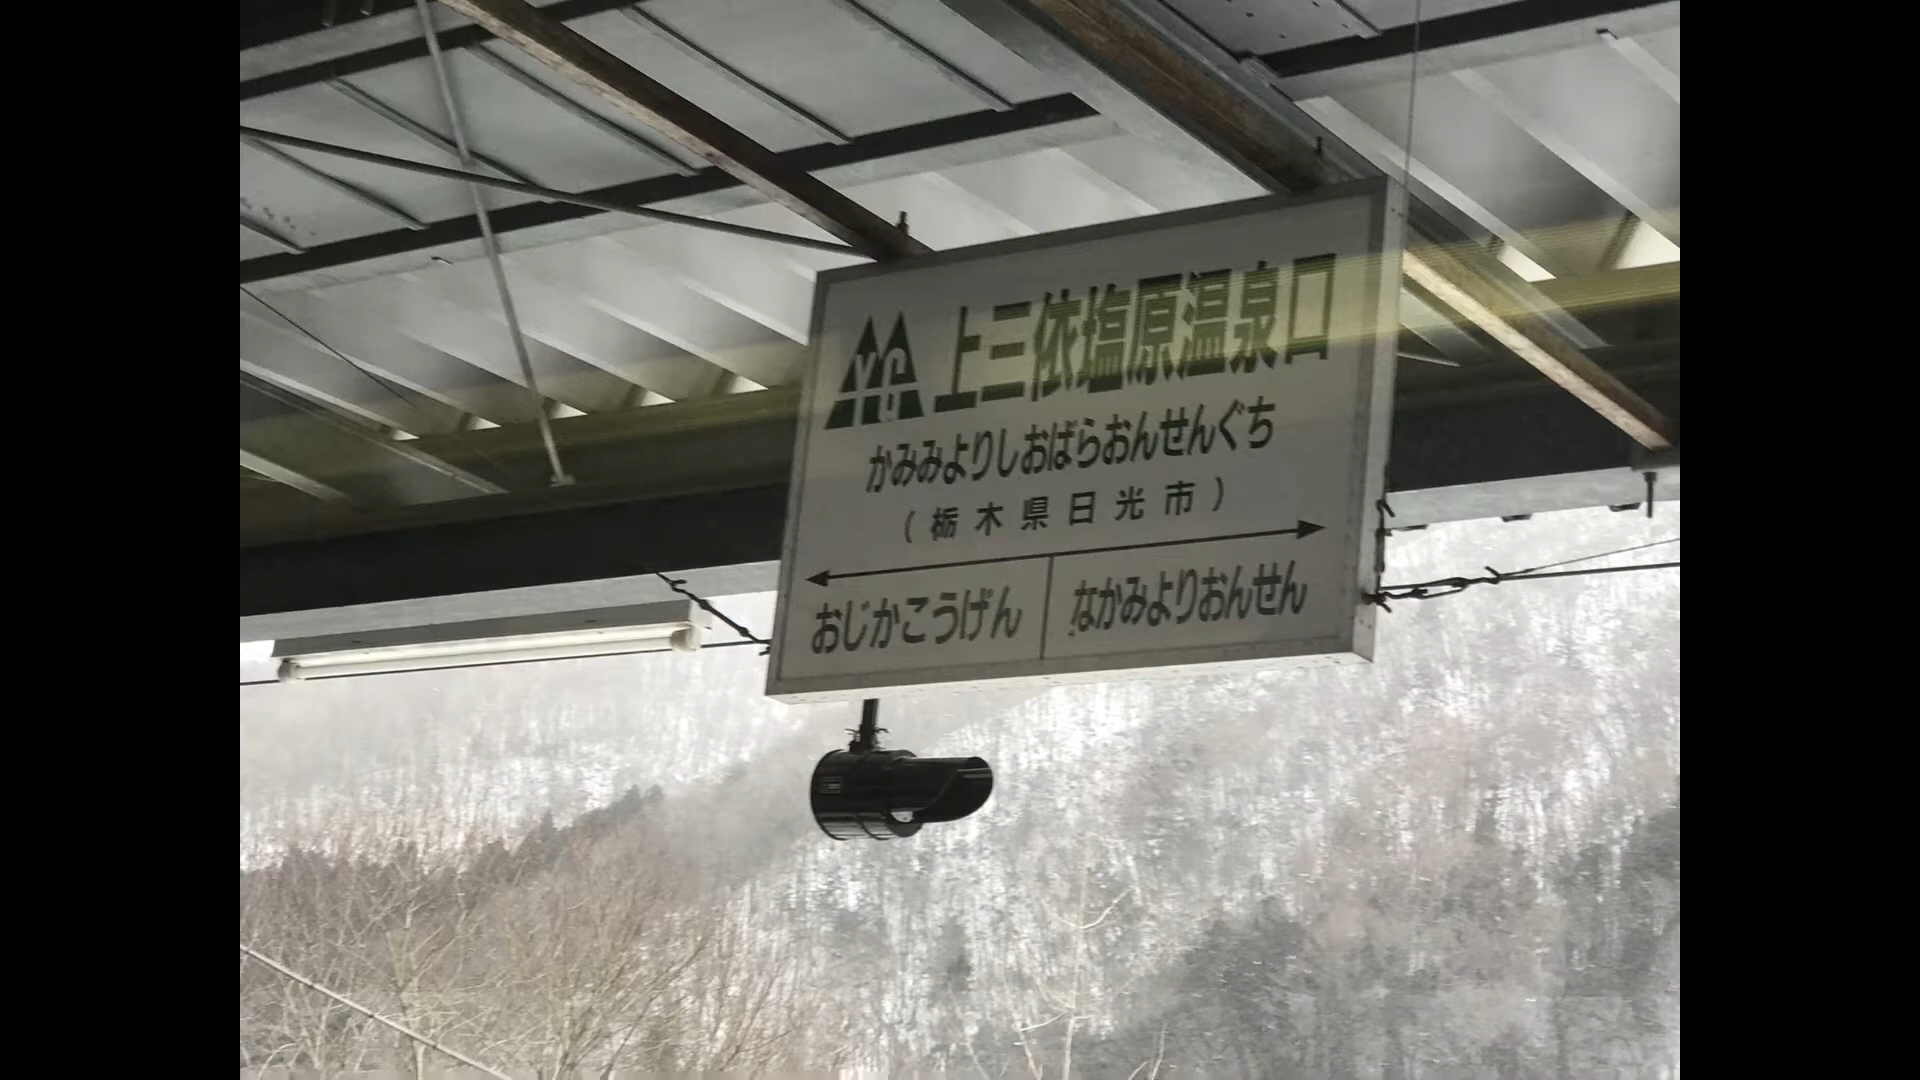 上三依塩原温泉口
かみみよりしおばらおんせんぐち
(栃木県日光市)
おじかこうげん
なかみよりおんせん